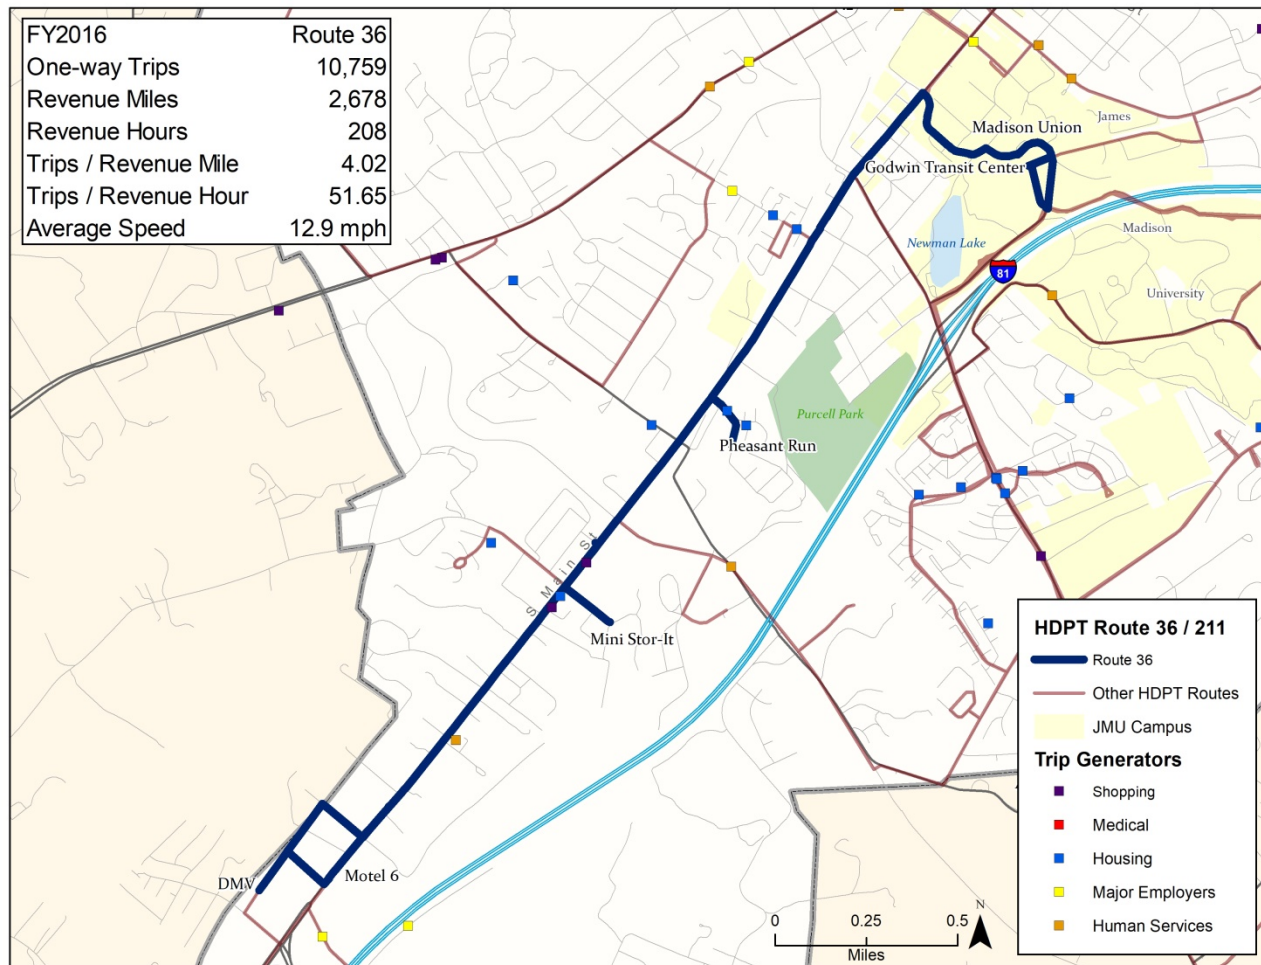 FY2016 Route 36
One-way Trips 10,759
Revenue Miles 2,678
Revenue Hours 208
Trips / Revenue Mile 4.02
Trips / Revenue Hour 51.65
Average Speed 12.9 mph
James
Madison Union
Godwin Transit Center
Madison
Newman Lake
81
University
Purcell Park
Pheasant Run
S Main St
Mini Stor-It
DMV
Motel 6
HDPT Route 36 / 211
Route 36
Other HDPT Routes
JMU Campus
Trip Generators
Shopping
Medical
Housing
Major Employers
Human Services
N
0 0.25 0.5
Miles